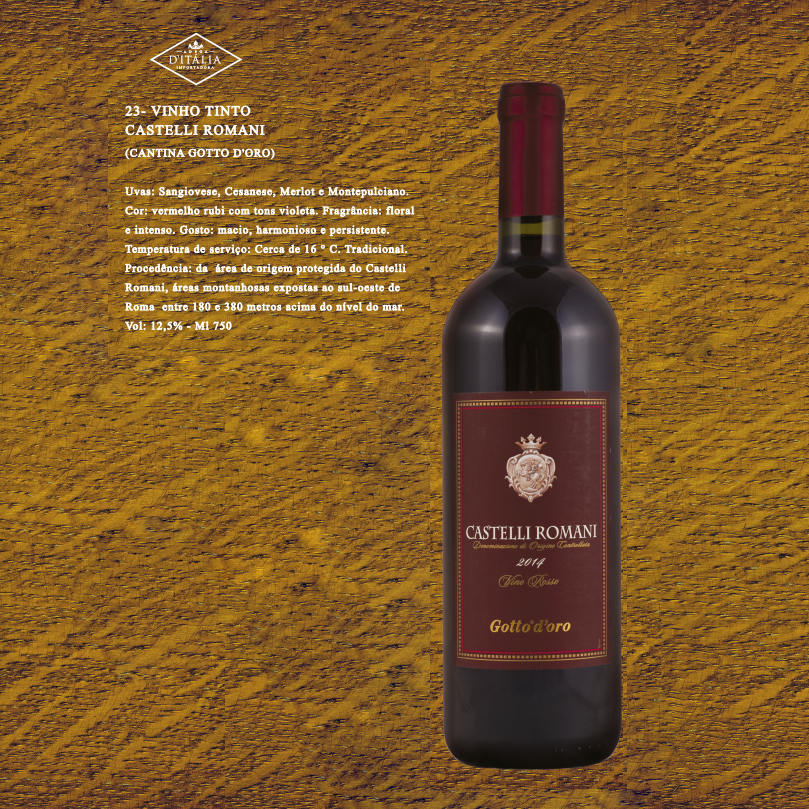 ADEGA
D'ITÁLIA
IMPORTADORA
23- VINHO TINTO
CASTELLI ROMANI
(CANTINA GOTTO D'ORO)
Uvas: Sangiovese, Cesanese, Merlot e Montepulciano.
Cor: vermelho rubi com tons violeta. Fragrância: floral
e intenso. Gosto: macio, harmonioso e persistente.
Temperatura de serviço: Cerca de 16 º C. Tradicional.
Procedência: da área de origem protegida do Castelli
Romani, áreas montanhosas expostas ao sul-oeste de
Roma entre 180 e 380 metros acima do nível do mar.
Vol: 12,5% - Ml 750
CASTELLI ROMANI
Denominazione di Origine Controllata
2014
Vino Rosso
Gotto d'oro